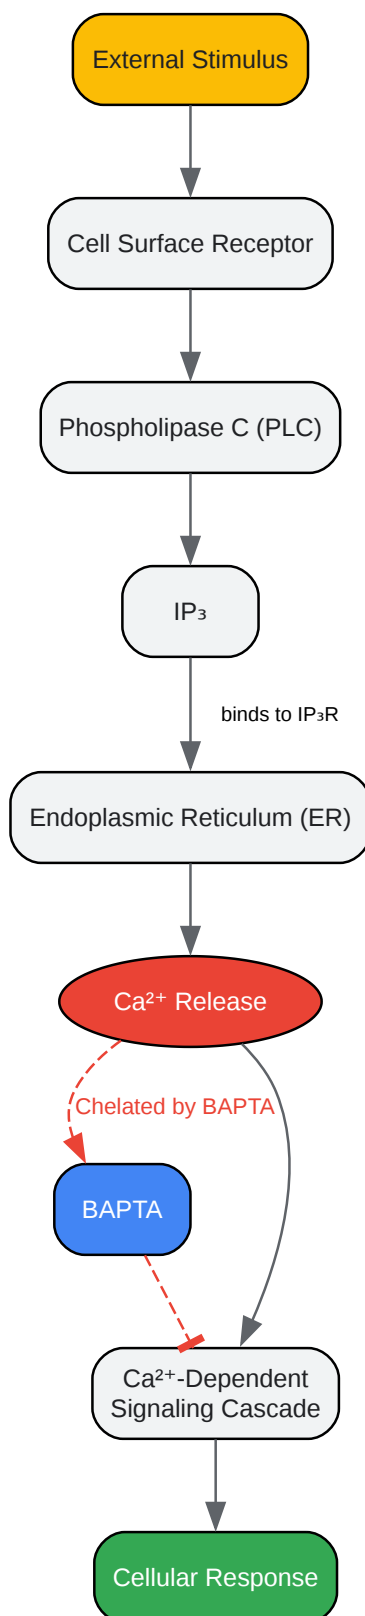 External Stimulus
Cell Surface Receptor
Phospholipase C (PLC)
IP₃
binds to IP₃R
Endoplasmic Reticulum (ER)
Ca²⁺ Release
Chelated by BAPTA
BAPTA
Ca²⁺-Dependent
Signaling Cascade
Cellular Response